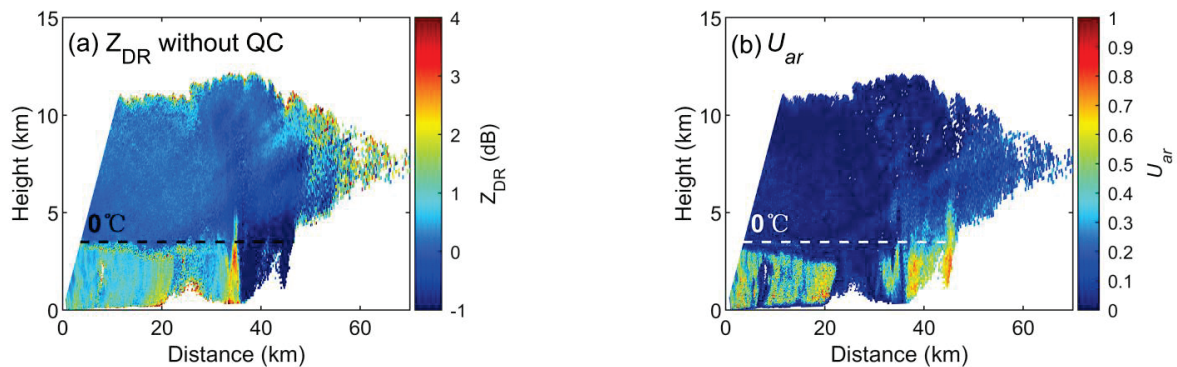 (a) Z_DR without QC
15
10
5
0
Height (km)
0℃
0 20 40 60
Distance (km)
4
3
2
1
0
-1
Z_DR (dB)
(b) U_ar
15
10
5
0
Height (km)
0℃
0 20 40 60
Distance (km)
1
0.9
0.8
0.7
0.6
0.5
0.4
0.3
0.2
0.1
0
U_ar